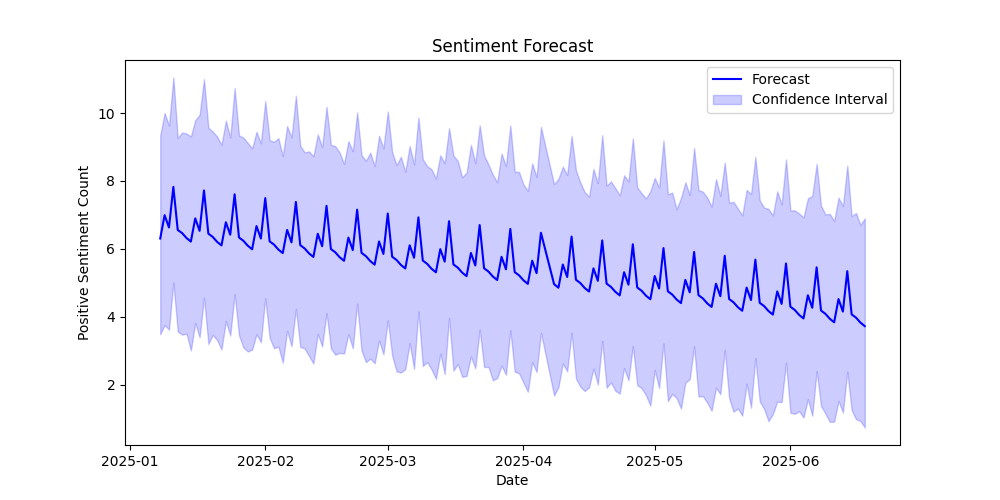 Sentiment Forecast
Forecast
Confidence Interval
Positive Sentiment Count
10
8
6
4
2
2025-01
2025-02
2025-03
2025-04
2025-05
2025-06
Date